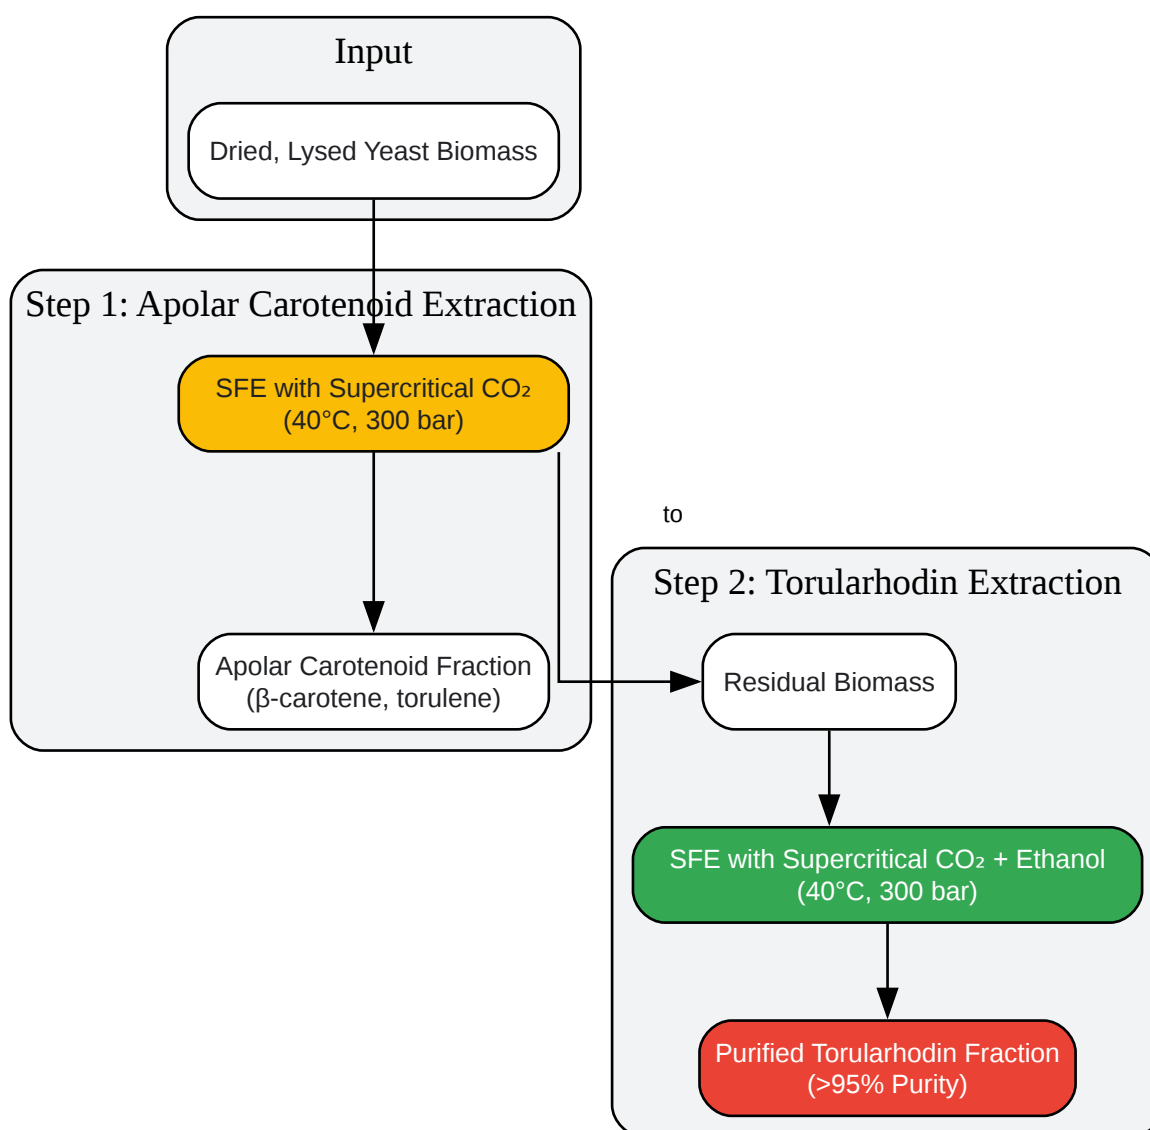 Input
Dried, Lysed Yeast Biomass
Step 1: Apolar Carotenoid Extraction
SFE with Supercritical CO₂
(40°C, 300 bar)
Apolar Carotenoid Fraction
(β-carotene, torulene)
to
Step 2: Torularhodin Extraction
Residual Biomass
SFE with Supercritical CO₂ + Ethanol
(40°C, 300 bar)
Purified Torularhodin Fraction
(>95% Purity)